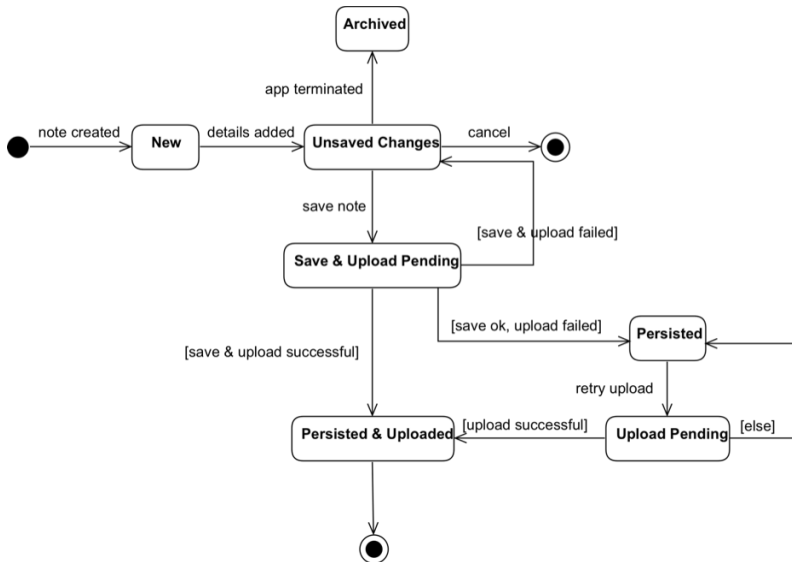 Archived
app terminated
note created
New
details added
Unsaved Changes
cancel
save note
[save & upload failed]
Save & Upload Pending
[save ok, upload failed]
Persisted
[save & upload successful]
retry upload
Persisted & Uploaded
[upload successful]
Upload Pending
[else]